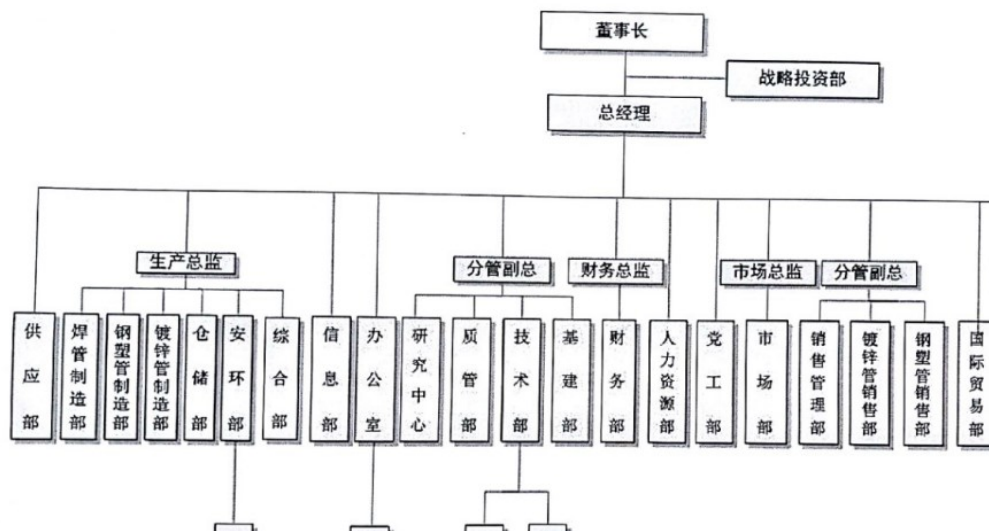 董事长
战略投资部
总经理
生产总监
分管副总
财务总监
市场总监
分管副总
供应部
焊管制造部
钢塑管制造部
镀锌管制造部
仓储部
安环部
综合部
信息部
办公室
研究中心
质管部
技术部
基建部
财务部
人力资源部
党工部
市场部
销售管理部
镀锌管销售部
钢塑管销售部
国际贸易部